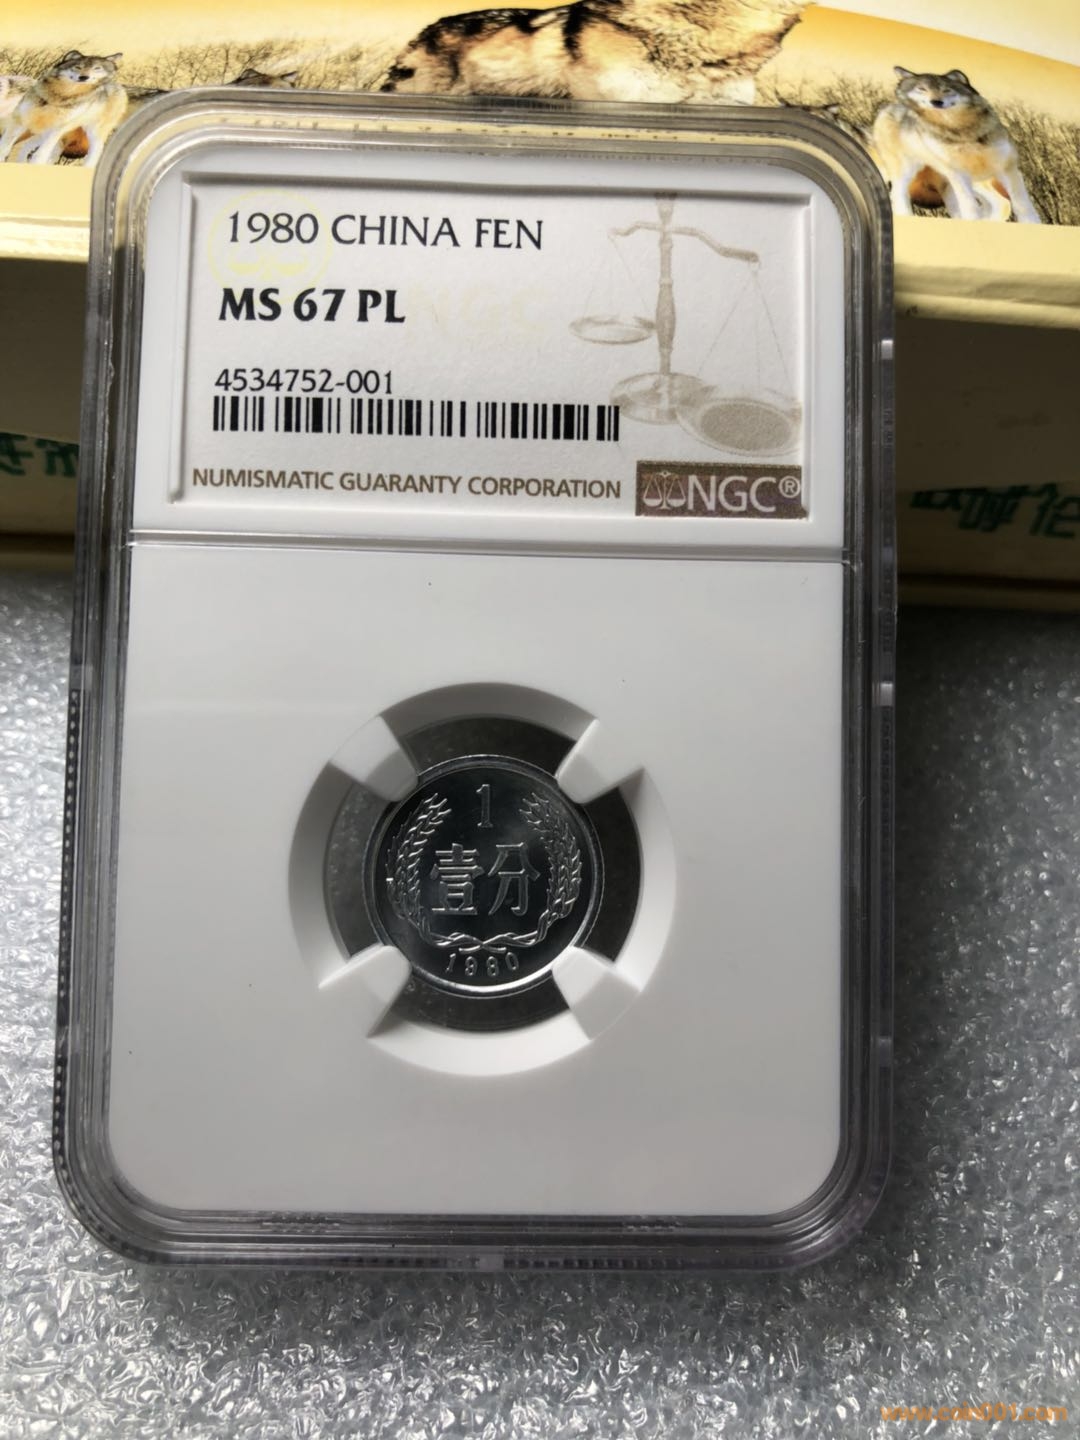 1980 CHINA FEN
MS 67 PL
4534752-001
NUMISMATIC GUARANTY CORPORATION
NGC®
1
壹分
1980
www.coin001.com